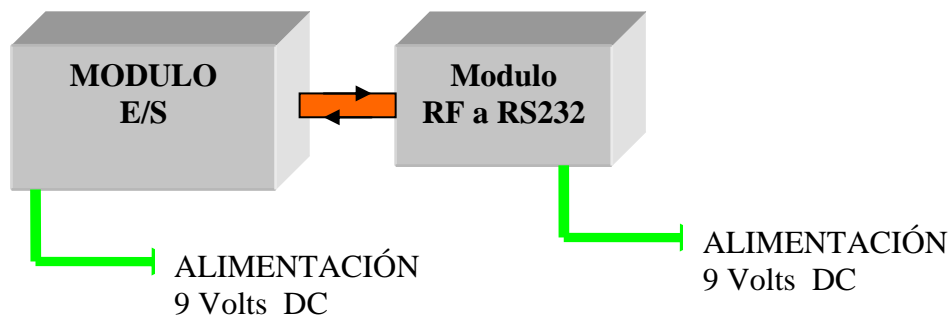 MODULO
E/S
Modulo
RF a RS232
ALIMENTACIÓN
9 Volts DC
ALIMENTACIÓN
9 Volts DC